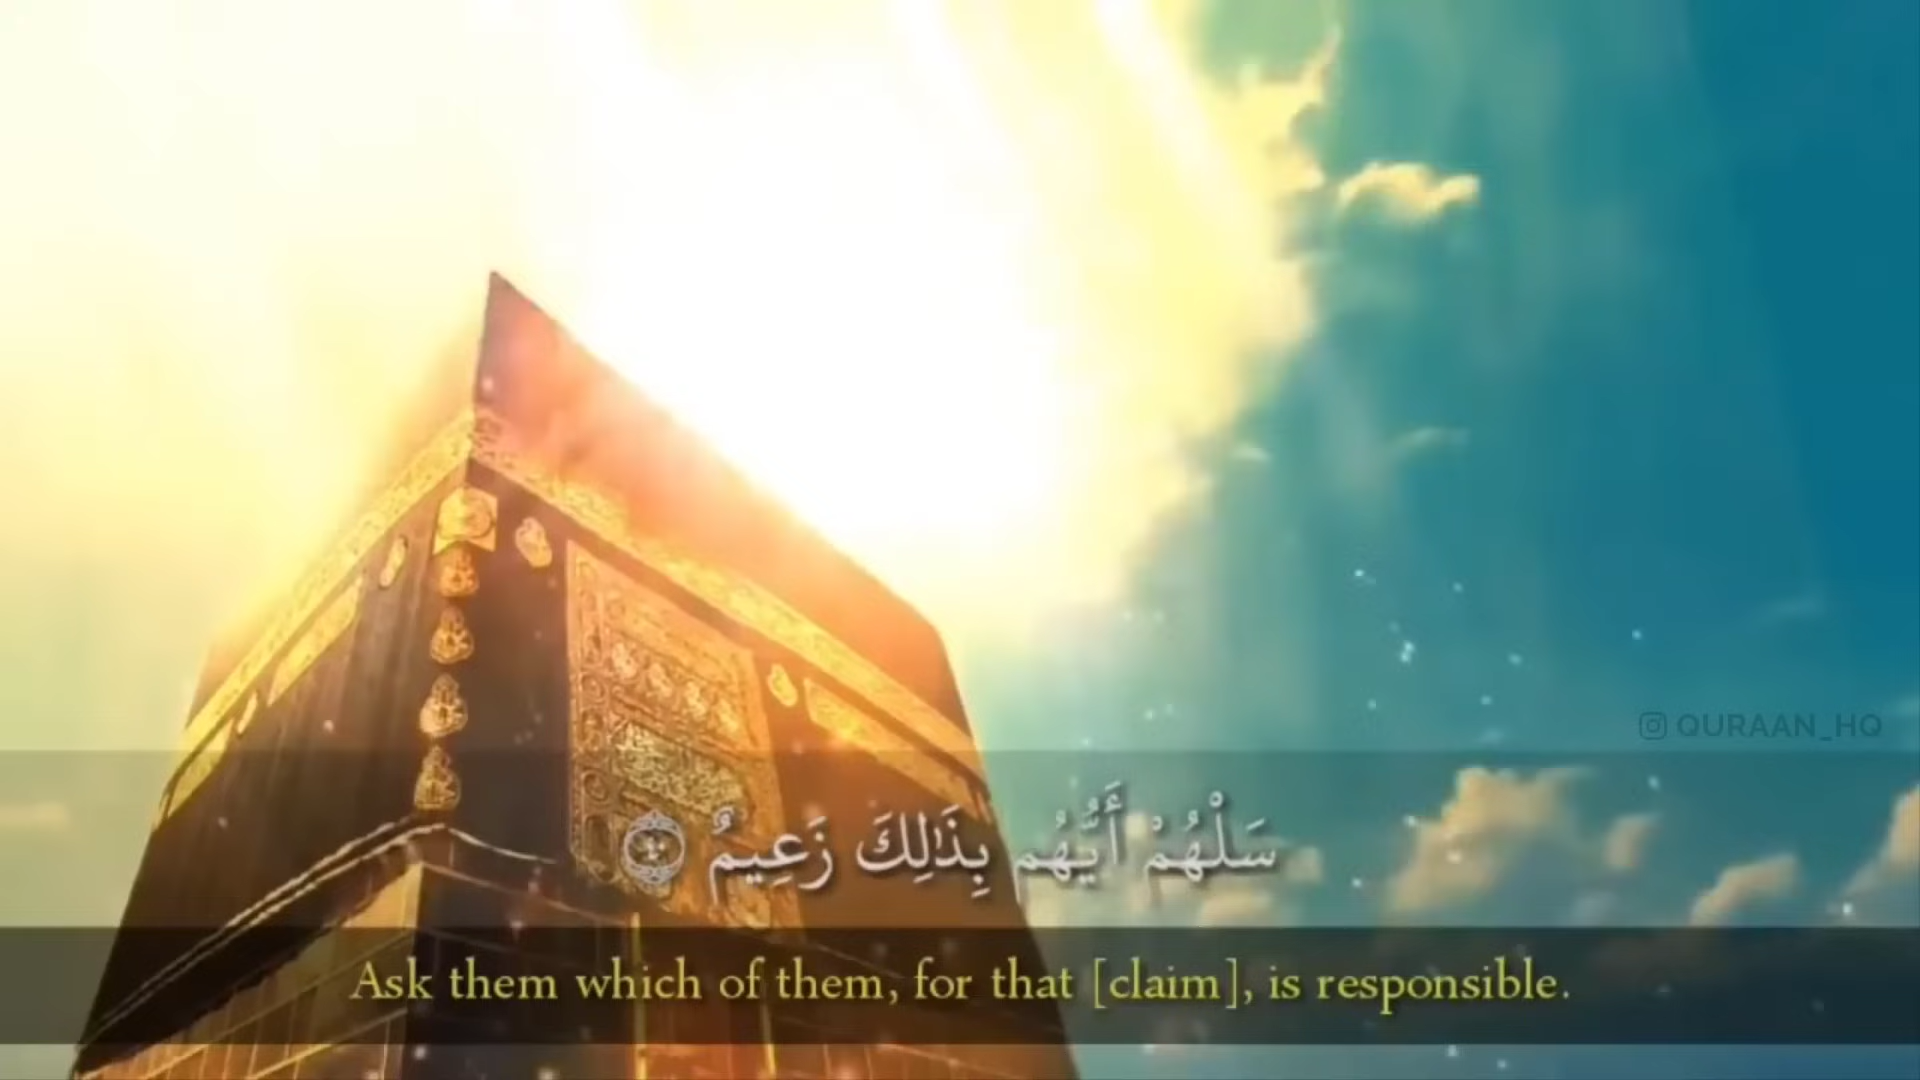 QURAAN_HQ
سَلْهُمْ أَيُّهُم بِذَٰلِكَ زَعِيمٌ ٤٠
Ask them which of them, for that [claim], is responsible.